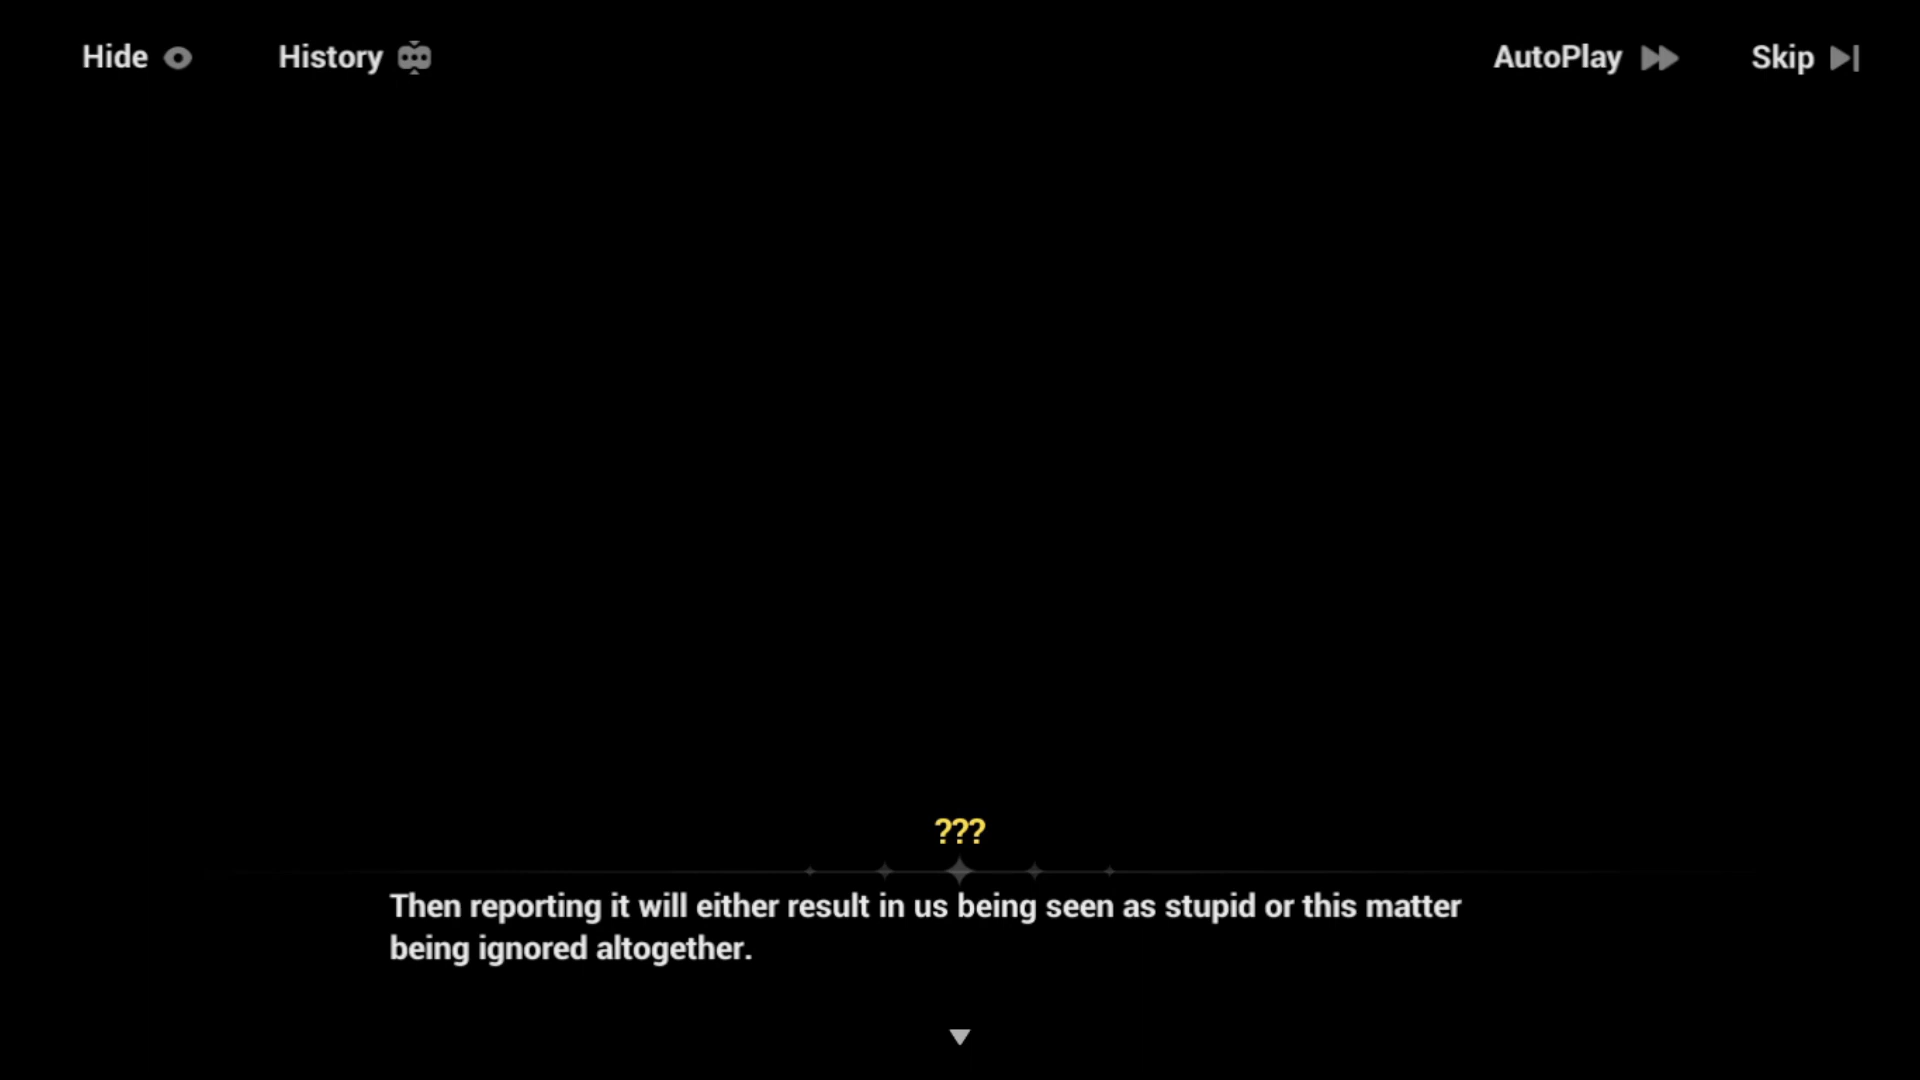 Hide
History
AutoPlay
Skip
???
Then reporting it will either result in us being seen as stupid or this matter
being ignored altogether.